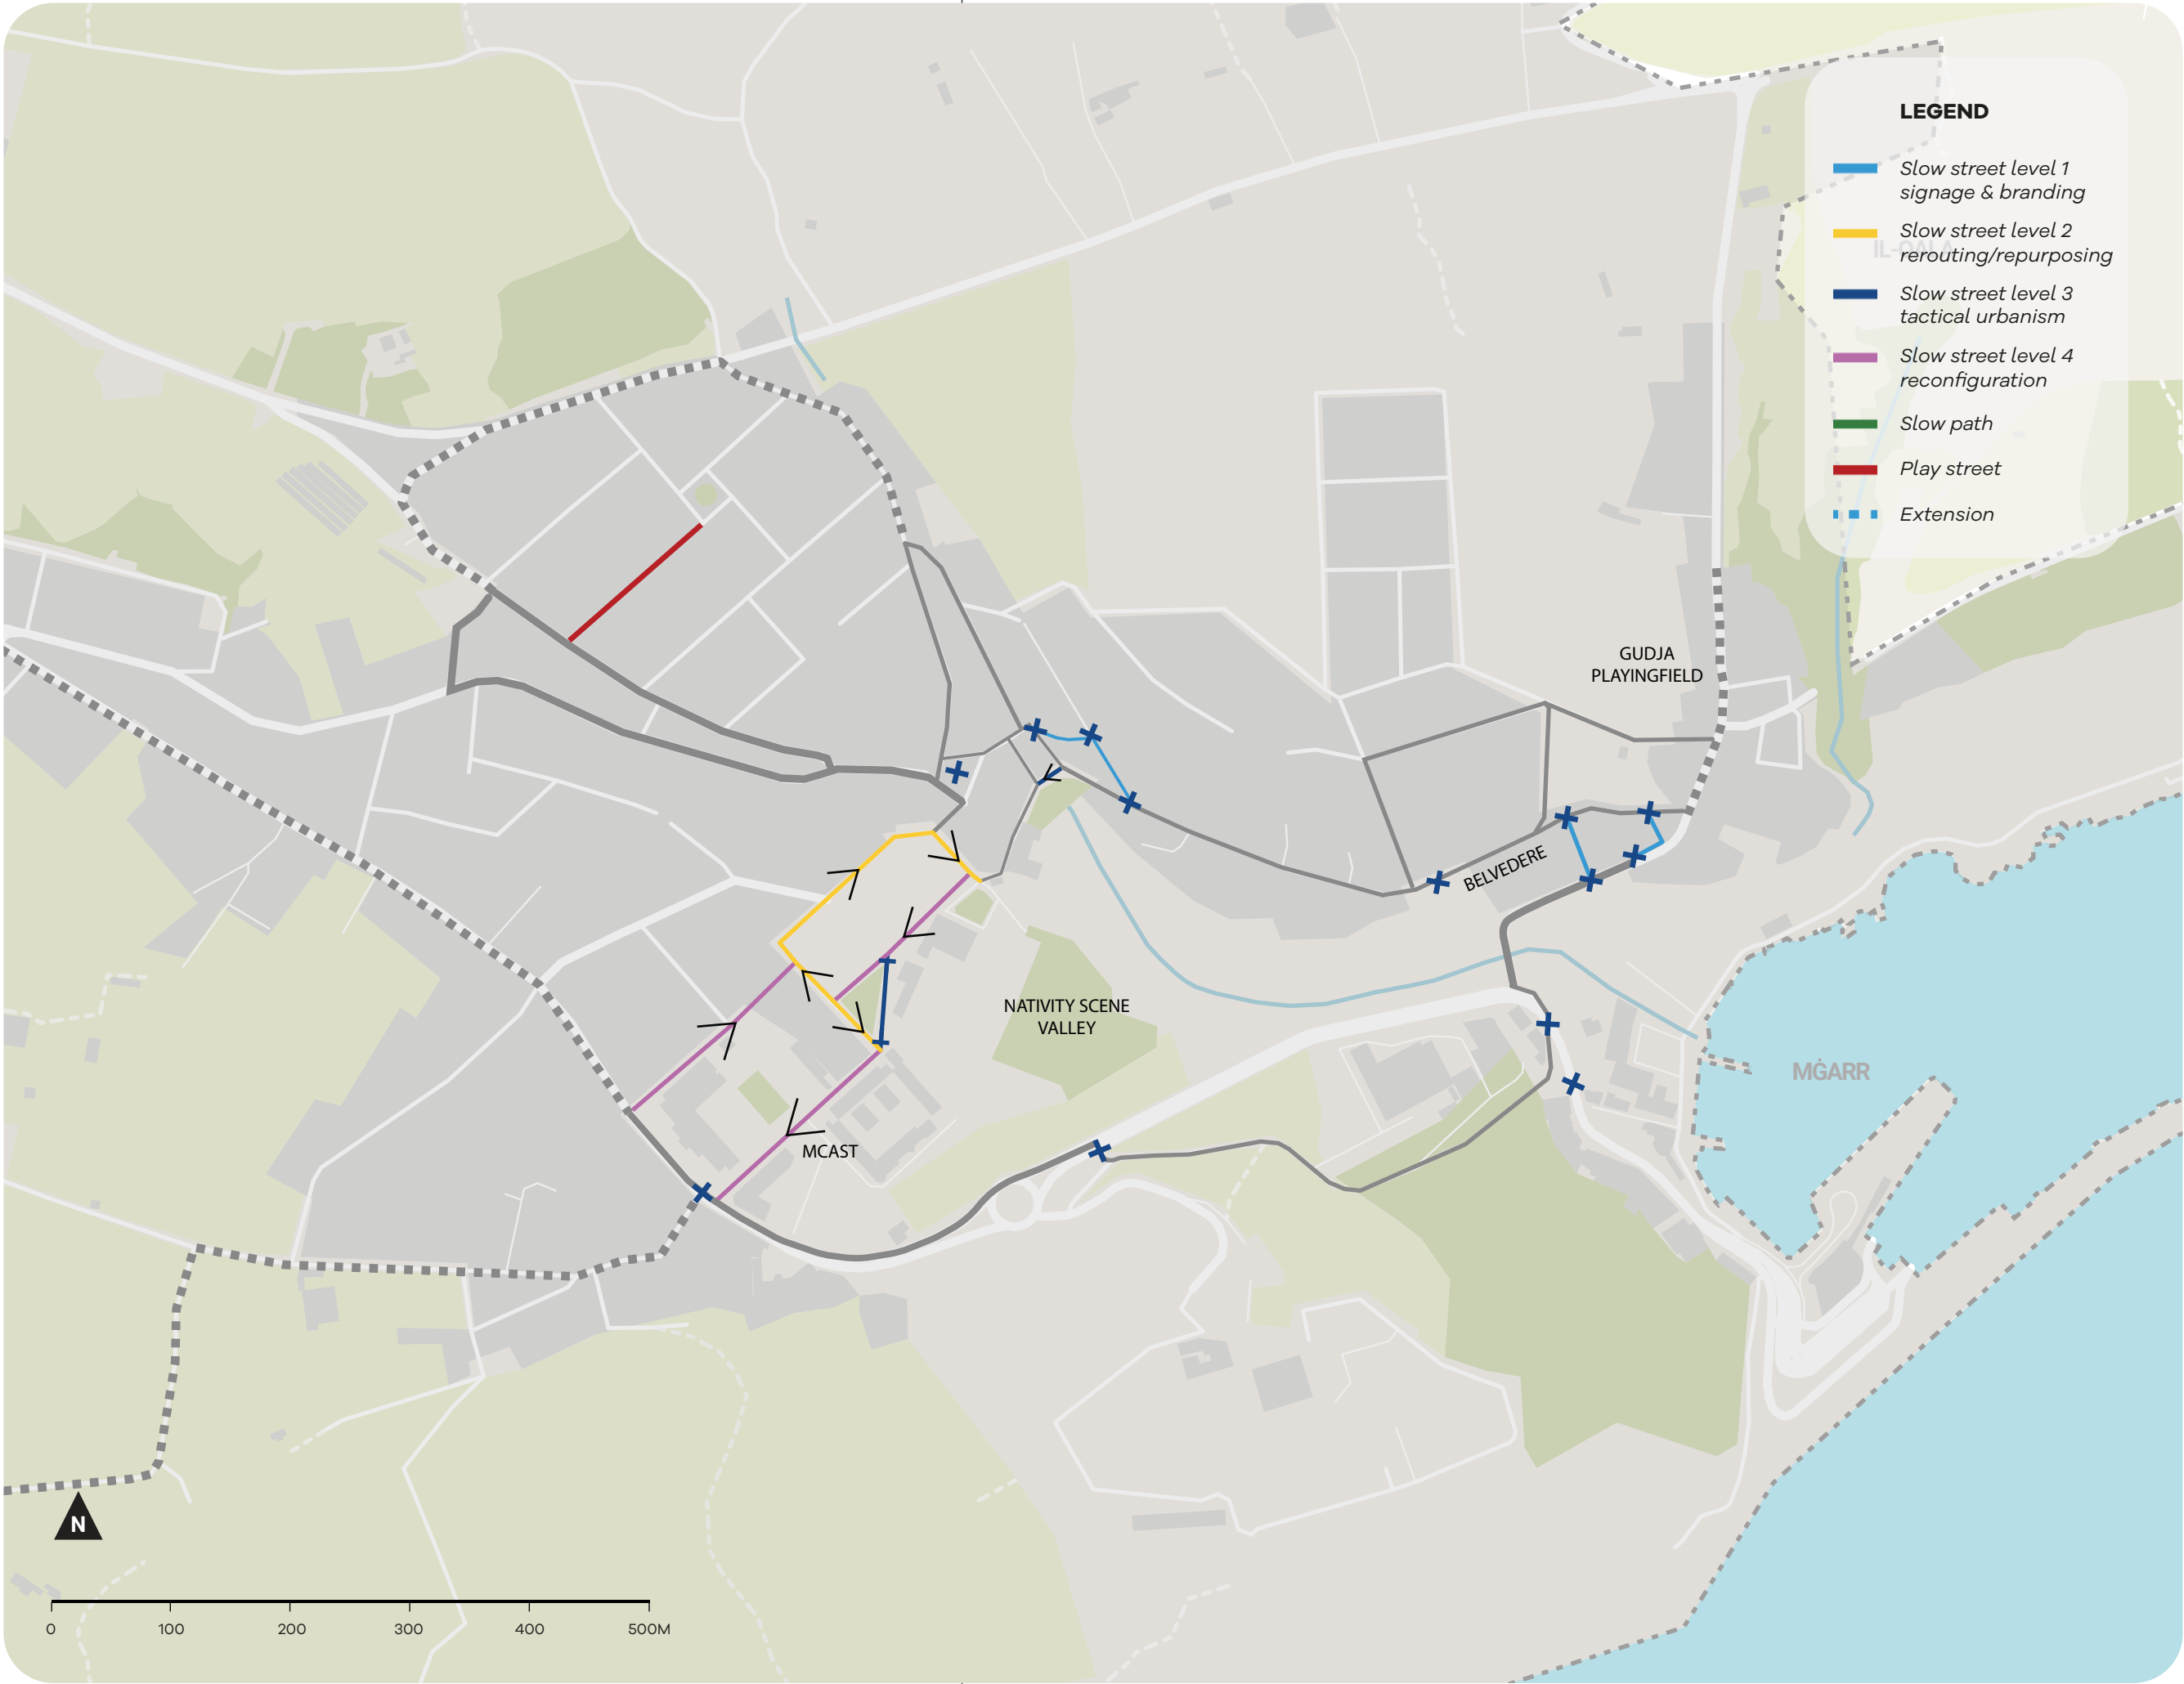 LEGEND
Slow street level 1
signage & branding
Slow street level 2
rerouting/repurposing
IL-QALA
Slow street level 3
tactical urbanism
Slow street level 4
reconfiguration
Slow path
Play street
Extension
GUDJA
PLAYINGFIELD
BELVEDERE
NATIVITY SCENE
VALLEY
MĠARR
MCAST
N
0 100 200 300 400 500M